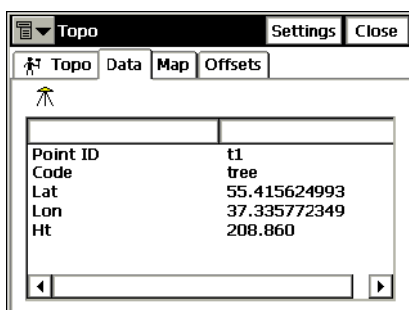 Topo Settings Close
Topo Data Map Offsets
Point ID t1
Code tree
Lat 55.415624993
Lon 37.335772349
Ht 208.860